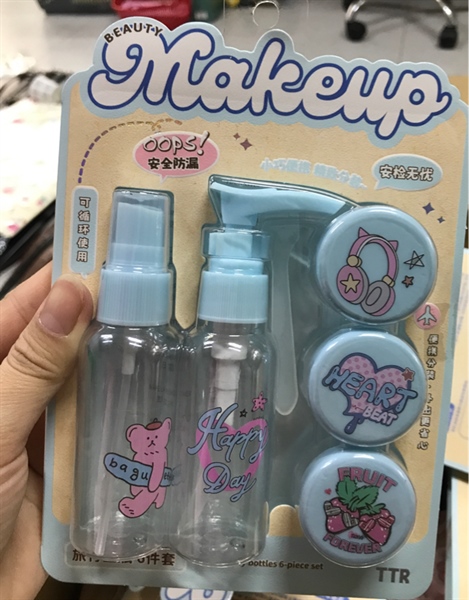 BEAUTY
Makeup
OOPS!
安全防漏
安检无忧
可循环使用
HEART
BEAT
bagu
Happy
Day
FRUIT
FOREVER
bottles 6-piece set
TTR